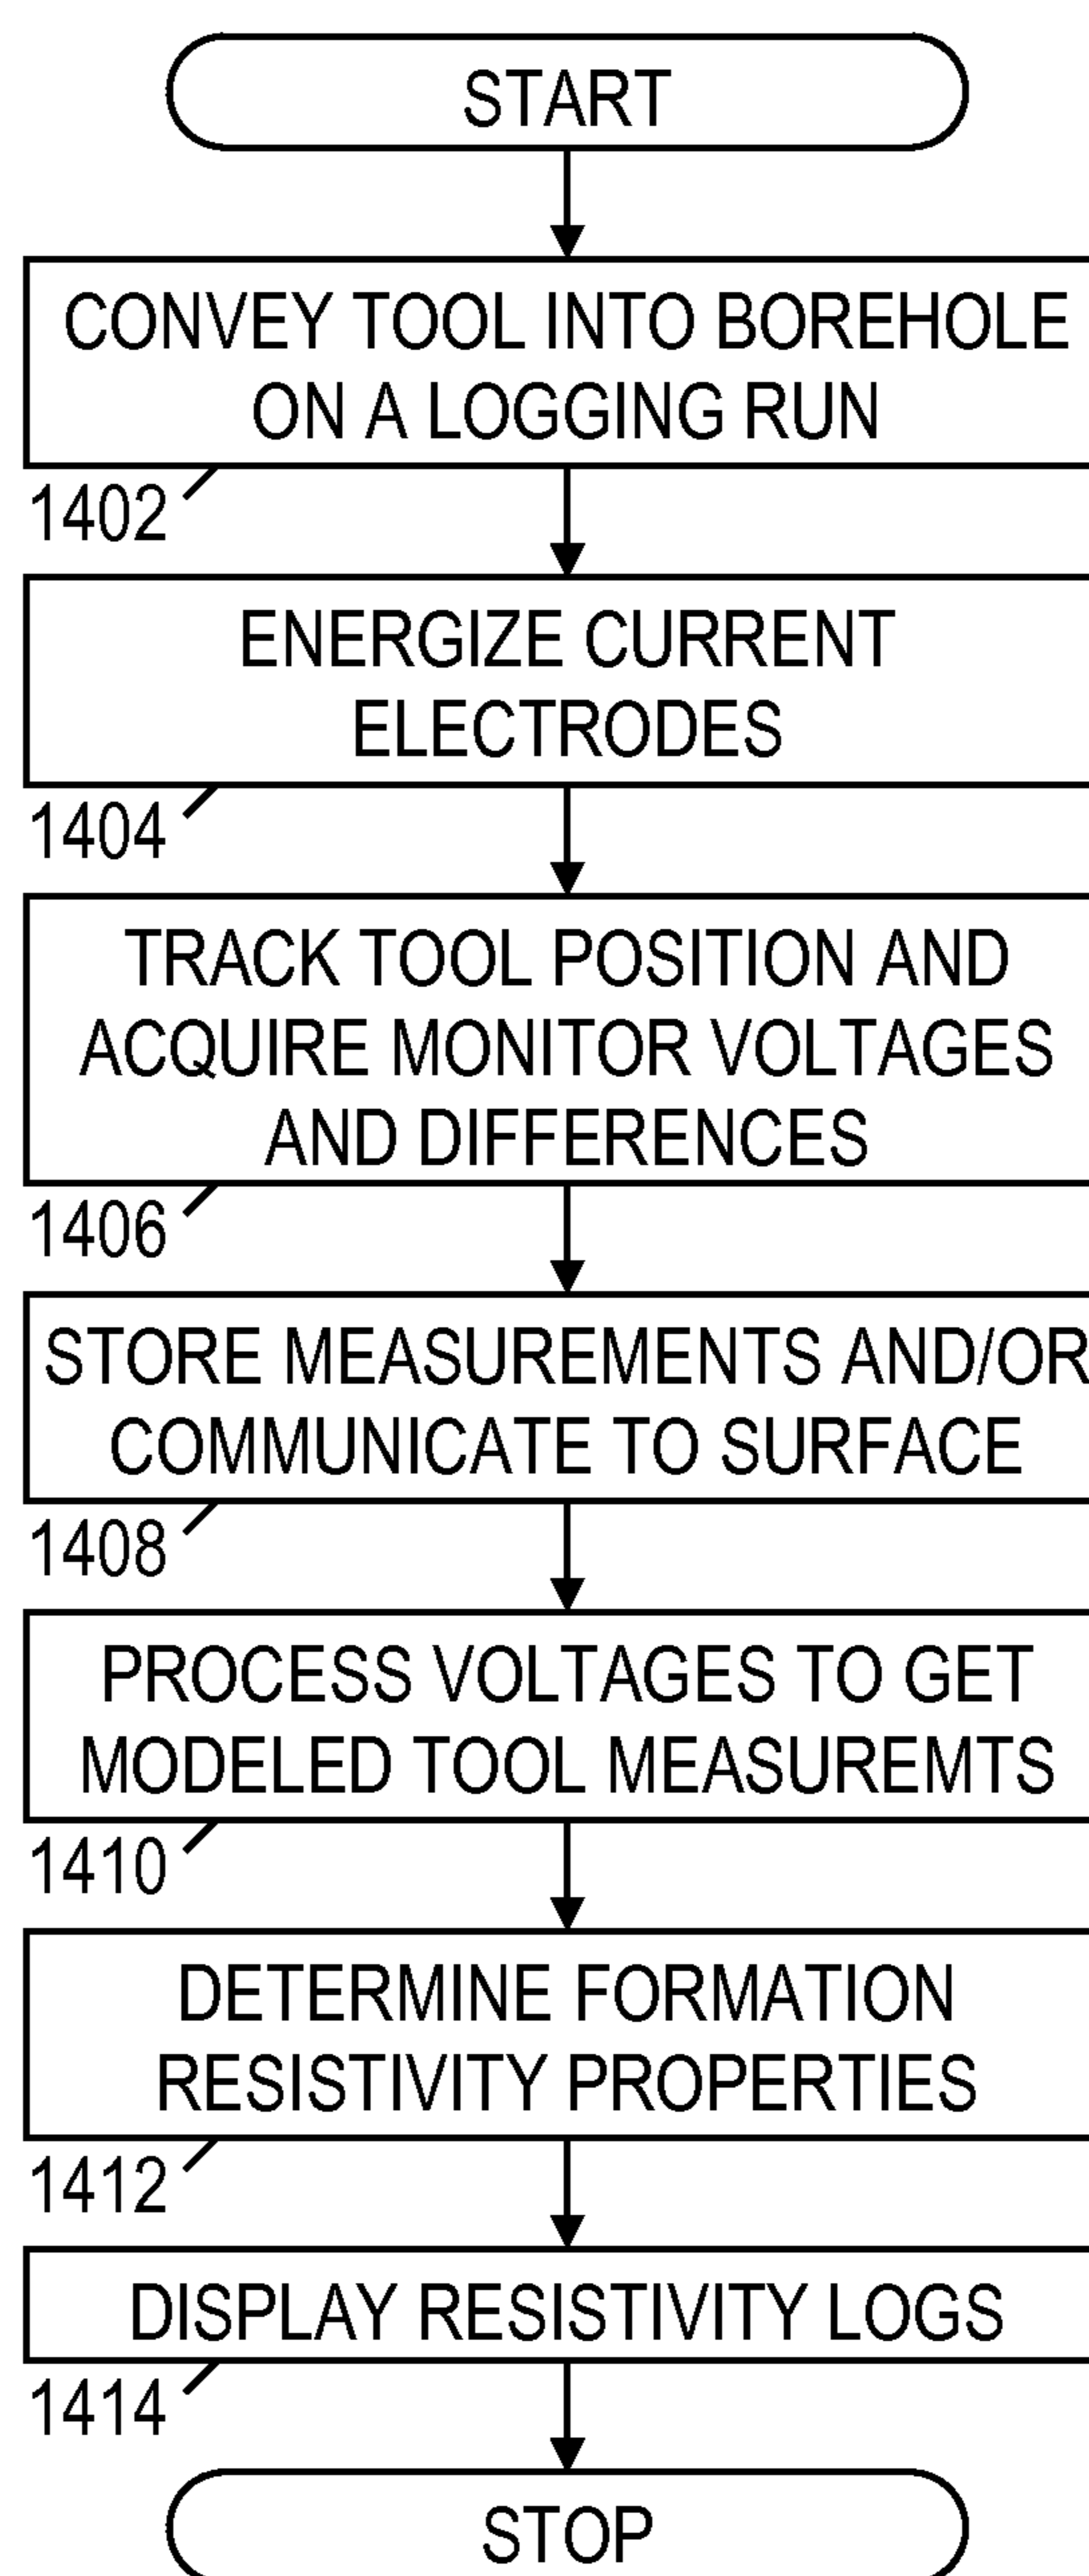 START
CONVEY TOOL INTO BOREHOLE
ON A LOGGING RUN
1402
ENERGIZE CURRENT
ELECTRODES
1404
TRACK TOOL POSITION AND
ACQUIRE MONITOR VOLTAGES
AND DIFFERENCES
1406
STORE MEASUREMENTS AND/OR
COMMUNICATE TO SURFACE
1408
PROCESS VOLTAGES TO GET
MODELED TOOL MEASUREMTS
1410
DETERMINE FORMATION
RESISTIVITY PROPERTIES
1412
DISPLAY RESISTIVITY LOGS
1414
STOP